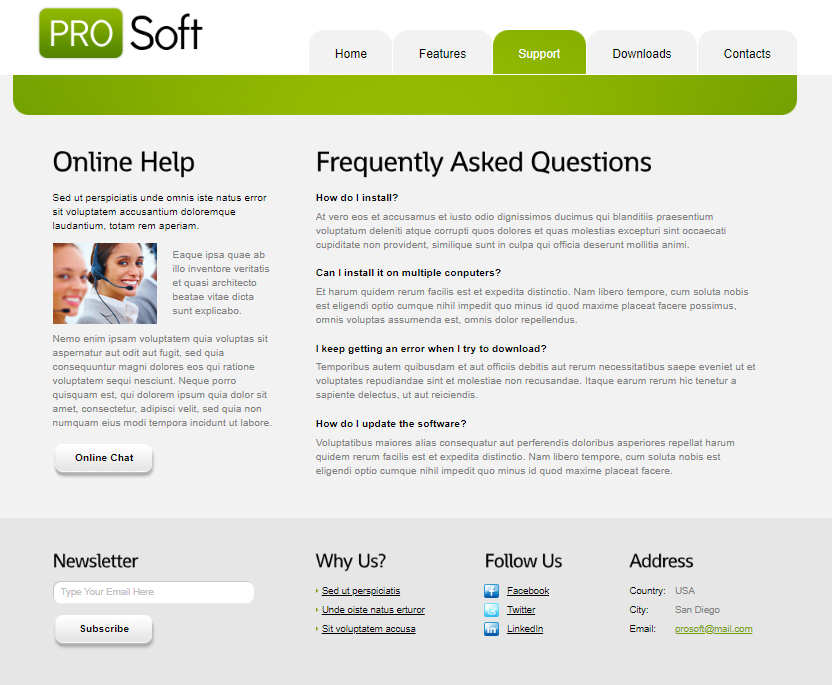 PRO Soft
Home Features Support Downloads Contacts
Online Help
Sed ut perspiciatis unde omnis iste natus error
sit voluptatem accusantium doloremque
laudantium, totam rem aperiam.
Eaque ipsa quae ab
illo inventore veritatis
et quasi architecto
beatae vitae dicta
sunt explicabo.
Nemo enim ipsam voluptatem quia voluptas sit
aspernatur aut odit aut fugit, sed quia
consequuntur magni dolores eos qui ratione
voluptatem sequi nesciunt. Neque porro
quisquam est, qui dolorem ipsum quia dolor sit
amet, consectetur, adipisci velit, sed quia non
numquam eius modi tempora incidunt ut labore.
Online Chat
Frequently Asked Questions
How do I install?
At vero eos et accusamus et iusto odio dignissimos ducimus qui blanditiis praesentium
voluptatum deleniti atque corrupti quos dolores et quas molestias excepturi sint occaecati
cupiditate non provident, similique sunt in culpa qui officia deserunt mollitia animi.
Can I install it on multiple conputers?
Et harum quidem rerum facilis est et expedita distinctio. Nam libero tempore, cum soluta nobis
est eligendi optio cumque nihil impedit quo minus id quod maxime placeat facere possimus,
omnis voluptas assumenda est, omnis dolor repellendus.
I keep getting an error when I try to download?
Temporibus autem quibusdam et aut officiis debitis aut rerum necessitatibus saepe eveniet ut et
voluptates repudiandae sint et molestiae non recusandae. Itaque earum rerum hic tenetur a
sapiente delectus, ut aut reiciendis.
How do I update the software?
Voluptatibus maiores alias consequatur aut perferendis doloribus asperiores repellat harum
quidem rerum facilis est et expedita distinctio. Nam libero tempore, cum soluta nobis est
eligendi optio cumque nihil impedit quo minus id quod maxime placeat facere.
Newsletter
Type Your Email Here
Subscribe
Why Us?
Sed ut perspiciatis
Unde oiste natus erturor
Sit voluptatem accusa
Follow Us
Facebook
Twitter
LinkedIn
Address
Country: USA
City: San Diego
Email: prosoft@mail.com